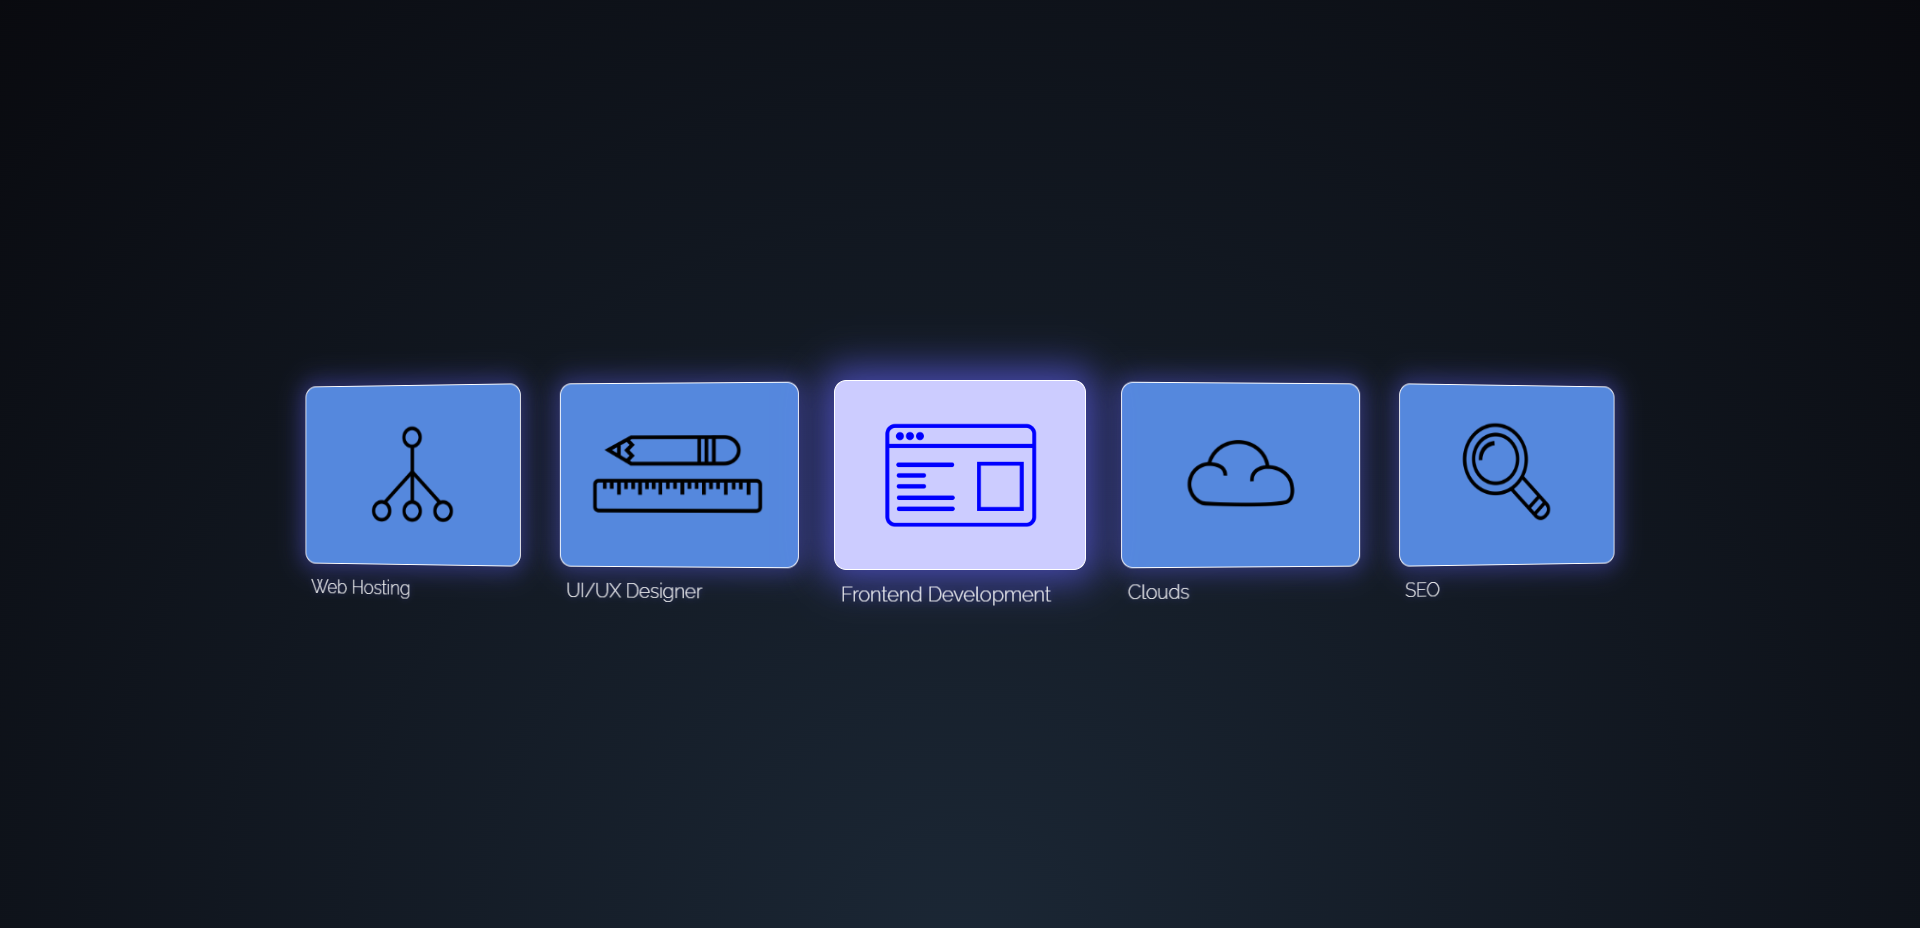 Web Hosting
UI/UX Designer
Frontend Development
Clouds
SEO